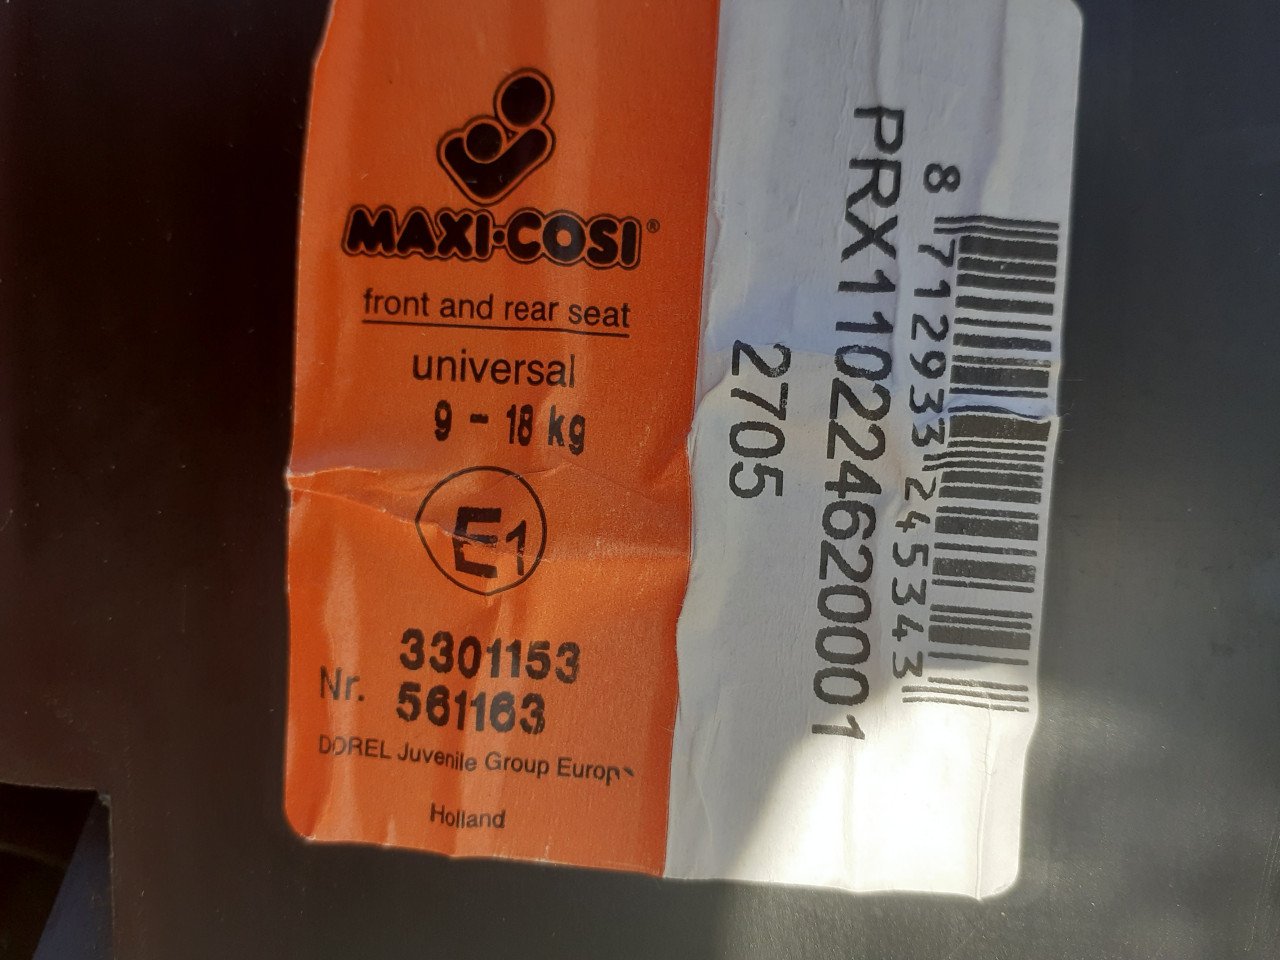 MAXI·COSI®
front and rear seat
universal
9 - 18 kg
E1
3301153
Nr. 561163
DOREL Juvenile Group Europ
Holland
8 712933 245343
PRX110224620001
2705